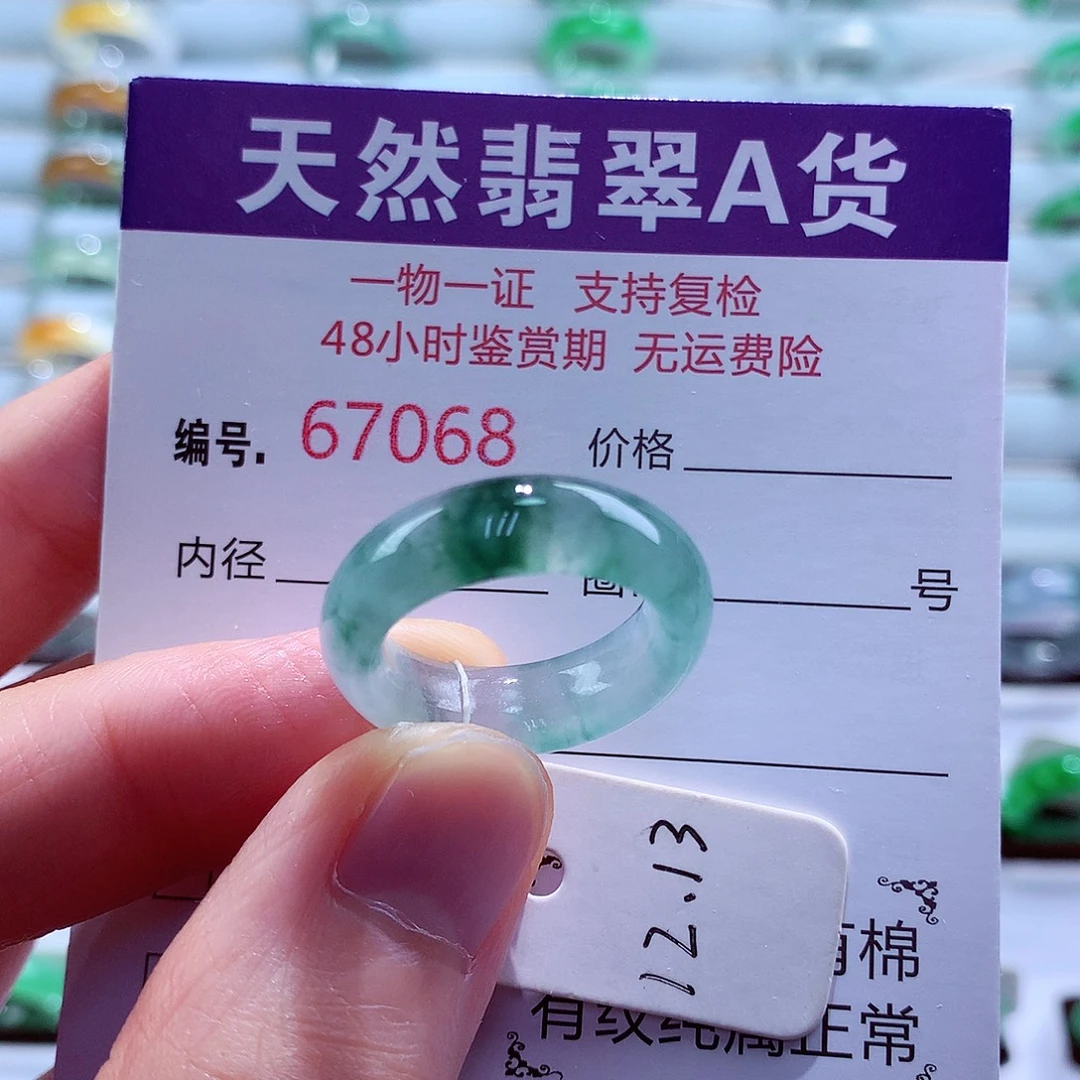 天然翡翠A货
一物一证 支持复检
48小时鉴赏期 无运费险
编号. 67068 价格
内径 号
12.13
有棉
有纹纯属正常